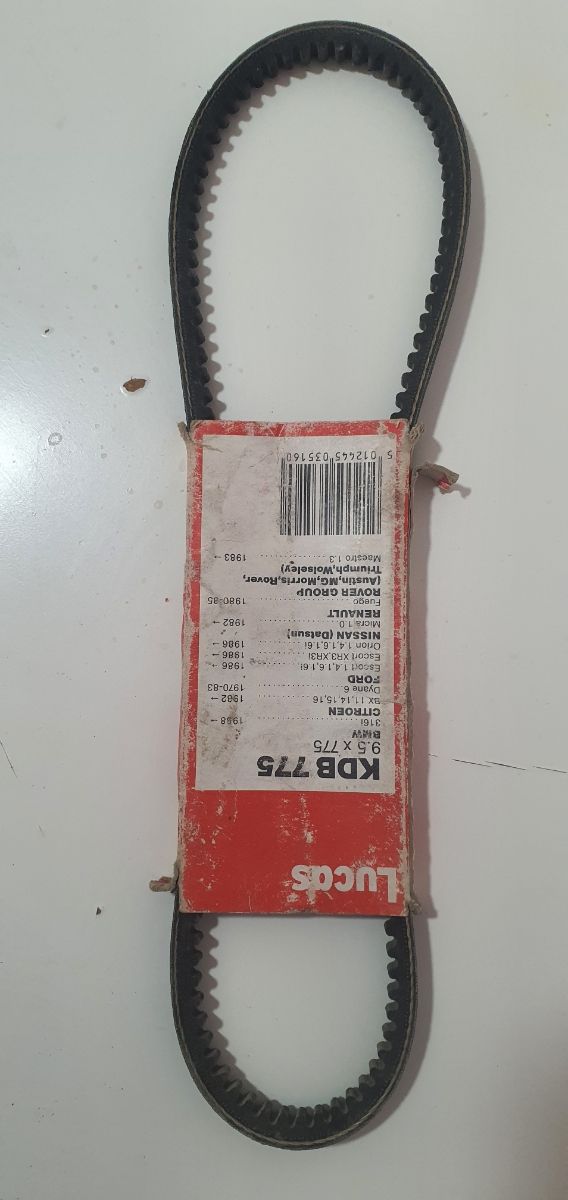 Lucas
KDB 775
9.5 x 775
BMW
316i ............ 1988 →
CITROEN
BX 11,14,15,16 ...... 1982 →
Dyane 6 ............ 1970-83
FORD
Escort 1.4,1.6,1.6i ...... 1986 →
Escort XR3,XR3i ...... 1986 →
Orion 1.4,1.6,1.6i ...... 1986 →
NISSAN (Datsun)
Micra 1.0 ............ 1982 →
RENAULT
Fuego ............ 1980-85
ROVER GROUP
(Austin,MG,Morris,Rover,
Triumph,Wolseley)
Maestro 1.3 ............ 1983 →
5 012445 035160